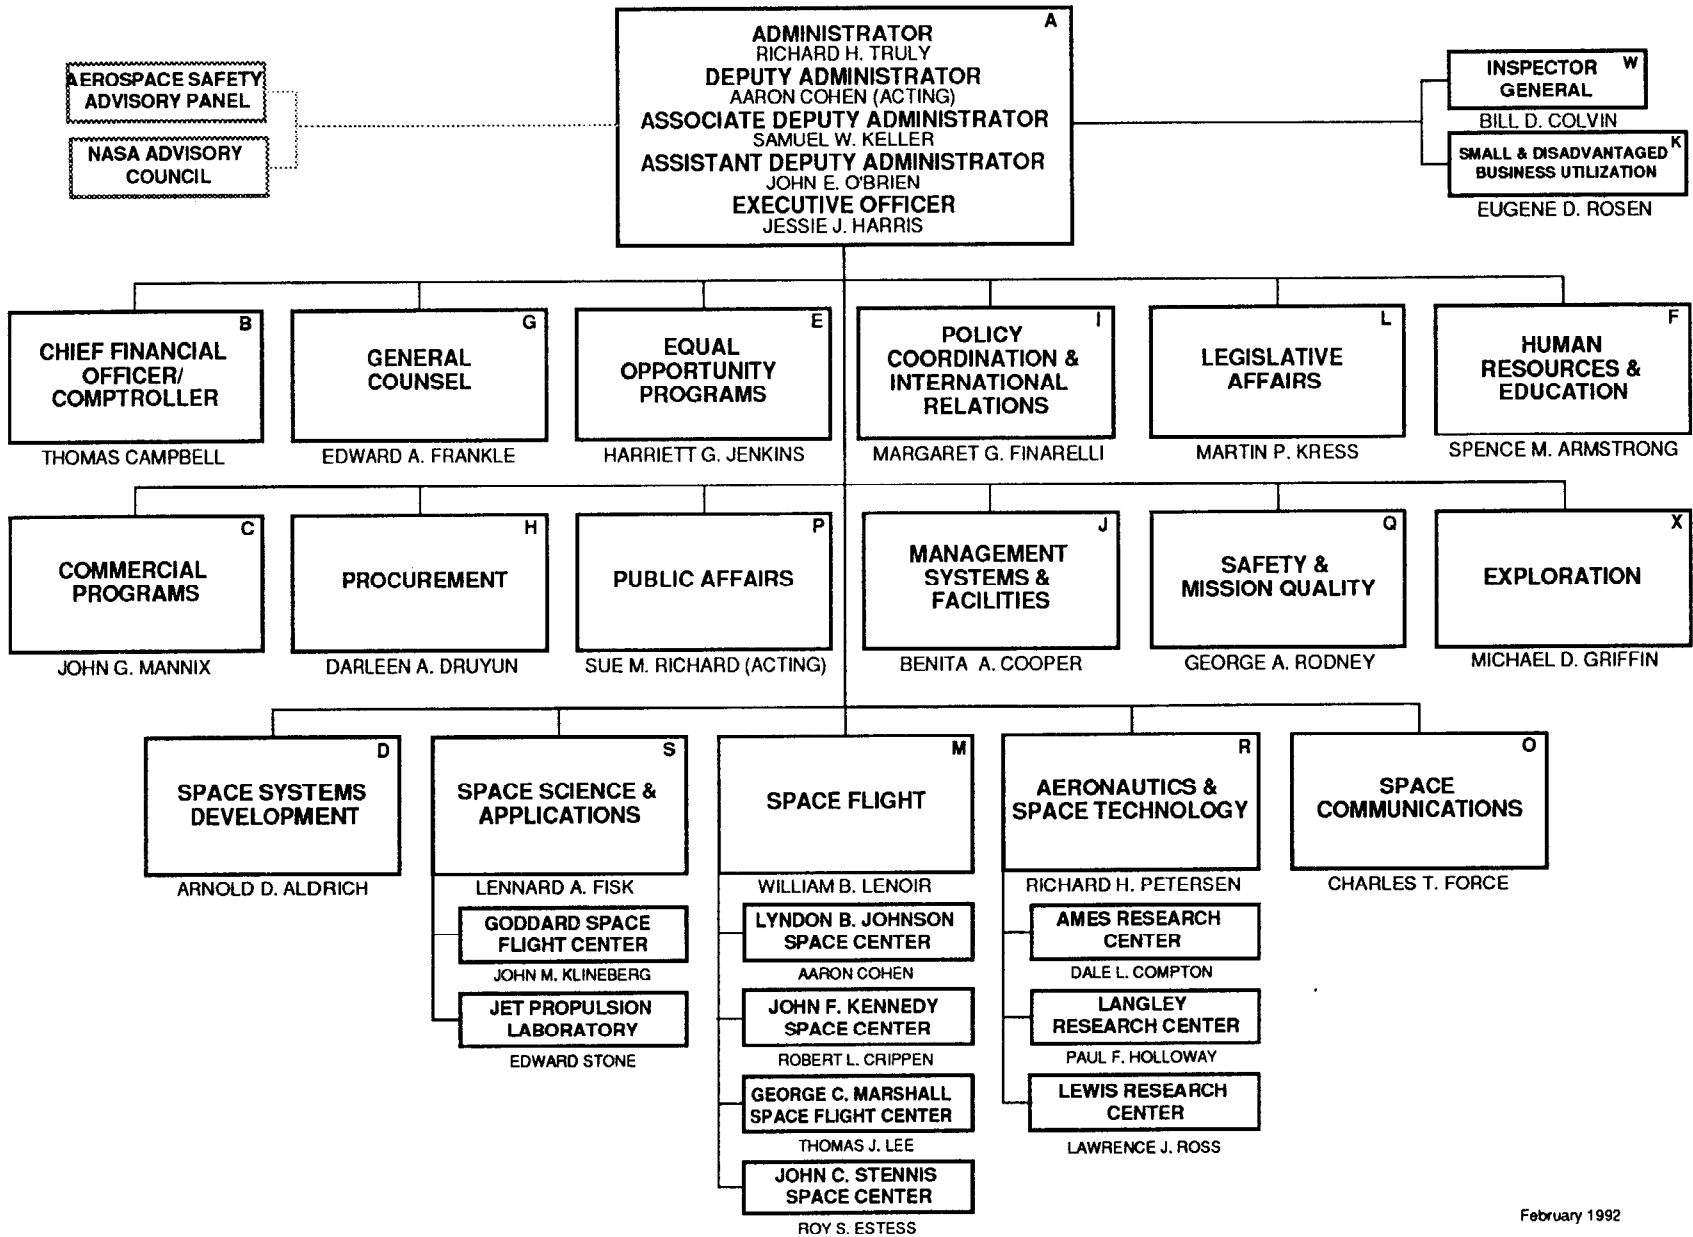 A
ADMINISTRATOR
RICHARD H. TRULY
DEPUTY ADMINISTRATOR
AARON COHEN (ACTING)
ASSOCIATE DEPUTY ADMINISTRATOR
SAMUEL W. KELLER
ASSISTANT DEPUTY ADMINISTRATOR
JOHN E. O'BRIEN
EXECUTIVE OFFICER
JESSIE J. HARRIS
AEROSPACE SAFETY
ADVISORY PANEL
NASA ADVISORY
COUNCIL
INSPECTOR W
GENERAL
BILL D. COLVIN
K
SMALL & DISADVANTAGED
BUSINESS UTILIZATION
EUGENE D. ROSEN
B
CHIEF FINANCIAL
OFFICER/
COMPTROLLER
THOMAS CAMPBELL
G
GENERAL
COUNSEL
EDWARD A. FRANKLE
E
EQUAL
OPPORTUNITY
PROGRAMS
HARRIETT G. JENKINS
I
POLICY
COORDINATION &
INTERNATIONAL
RELATIONS
MARGARET G. FINARELLI
L
LEGISLATIVE
AFFAIRS
MARTIN P. KRESS
F
HUMAN
RESOURCES &
EDUCATION
SPENCE M. ARMSTRONG
C
COMMERCIAL
PROGRAMS
JOHN G. MANNIX
H
PROCUREMENT
DARLEEN A. DRUYUN
P
PUBLIC AFFAIRS
SUE M. RICHARD (ACTING)
J
MANAGEMENT
SYSTEMS &
FACILITIES
BENITA A. COOPER
Q
SAFETY &
MISSION QUALITY
GEORGE A. RODNEY
X
EXPLORATION
MICHAEL D. GRIFFIN
D
SPACE SYSTEMS
DEVELOPMENT
ARNOLD D. ALDRICH
S
SPACE SCIENCE &
APPLICATIONS
LENNARD A. FISK
GODDARD SPACE
FLIGHT CENTER
JOHN M. KLINEBERG
JET PROPULSION
LABORATORY
EDWARD STONE
M
SPACE FLIGHT
WILLIAM B. LENOIR
LYNDON B. JOHNSON
SPACE CENTER
AARON COHEN
JOHN F. KENNEDY
SPACE CENTER
ROBERT L. CRIPPEN
GEORGE C. MARSHALL
SPACE FLIGHT CENTER
THOMAS J. LEE
JOHN C. STENNIS
SPACE CENTER
ROY S. ESTESS
R
AERONAUTICS &
SPACE TECHNOLOGY
RICHARD H. PETERSEN
AMES RESEARCH
CENTER
DALE L. COMPTON
LANGLEY
RESEARCH CENTER
PAUL F. HOLLOWAY
LEWIS RESEARCH
CENTER
LAWRENCE J. ROSS
O
SPACE
COMMUNICATIONS
CHARLES T. FORCE
February 1992